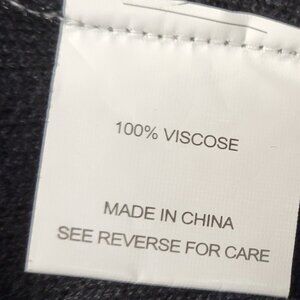 100% VISCOSE
MADE IN CHINA
SEE REVERSE FOR CARE